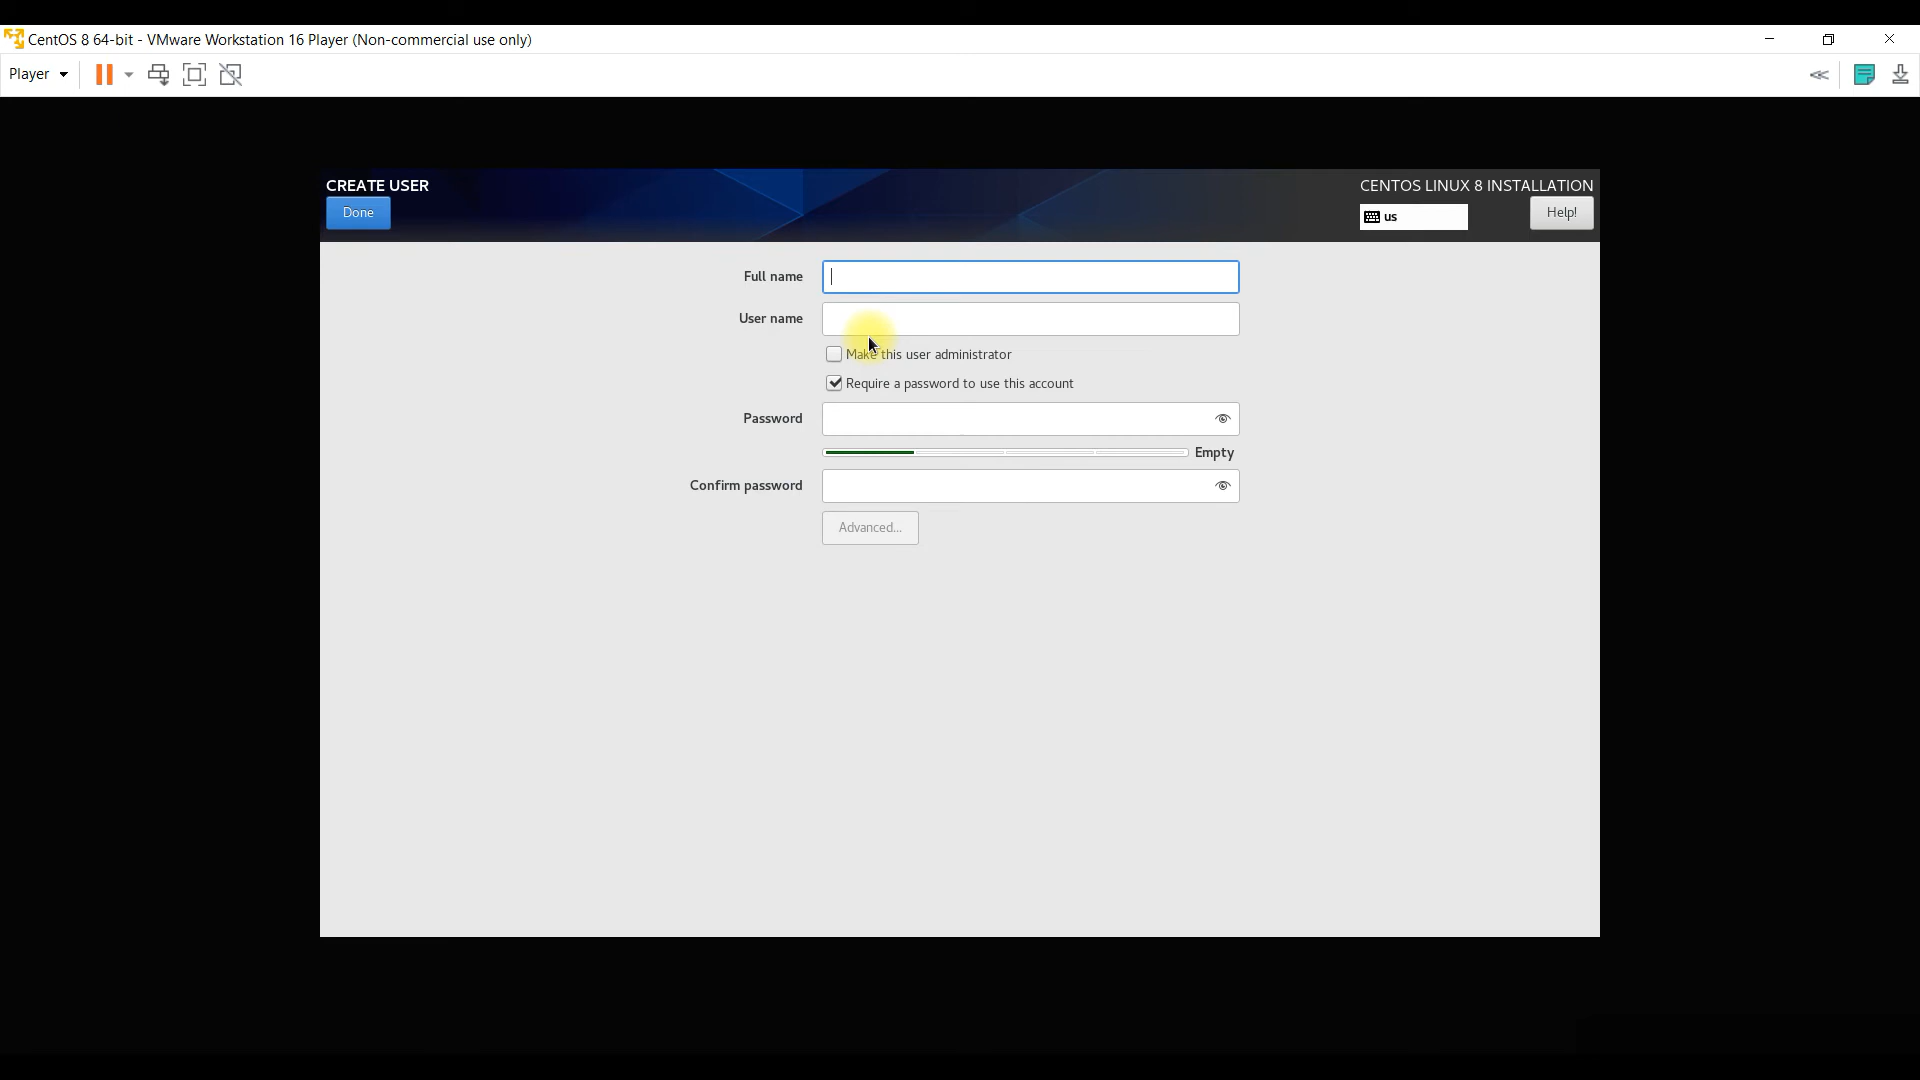 CentOS 8 64-bit - VMware Workstation 16 Player (Non-commercial use only)
Player
CREATE USER
CENTOS LINUX 8 INSTALLATION
Done
us
Help!
Full name
User name
Make this user administrator
Require a password to use this account
Password
Empty
Confirm password
Advanced...